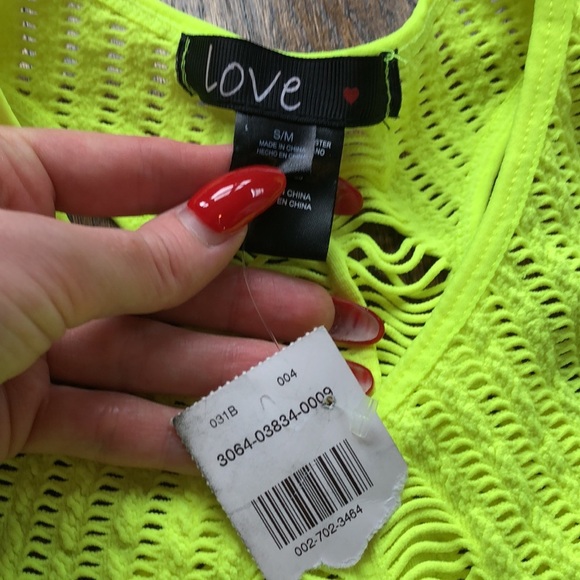 love
S/M
MADE IN CHINA
HECHO EN CHINA
CHINA
EN CHINA
031B 004
3064-03834-0009
002-702-3464